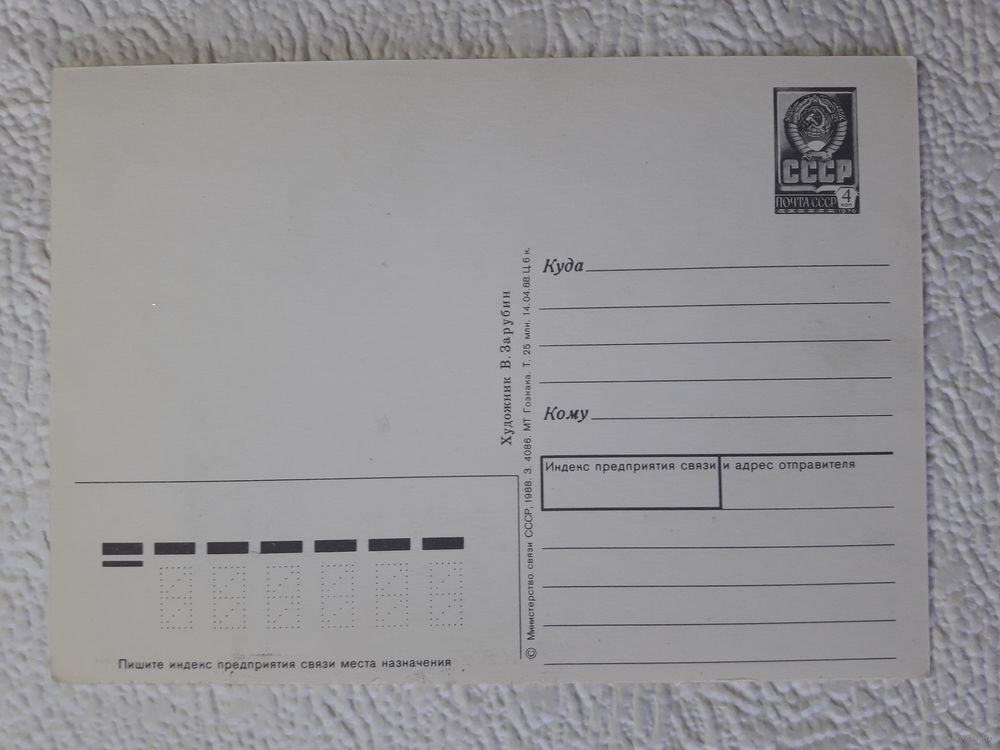 СССР
ПОЧТА СССР
4
КОП
1976
Куда
Кому
Индекс предприятия связи и адрес отправителя
Художник В. Зарубин
© Министерство связи СССР, 1988. З. 4086. МТ Гознака. Т. 25 млн. 14.04.88.Ц.6 к.
Пишите индекс предприятия связи места назначения